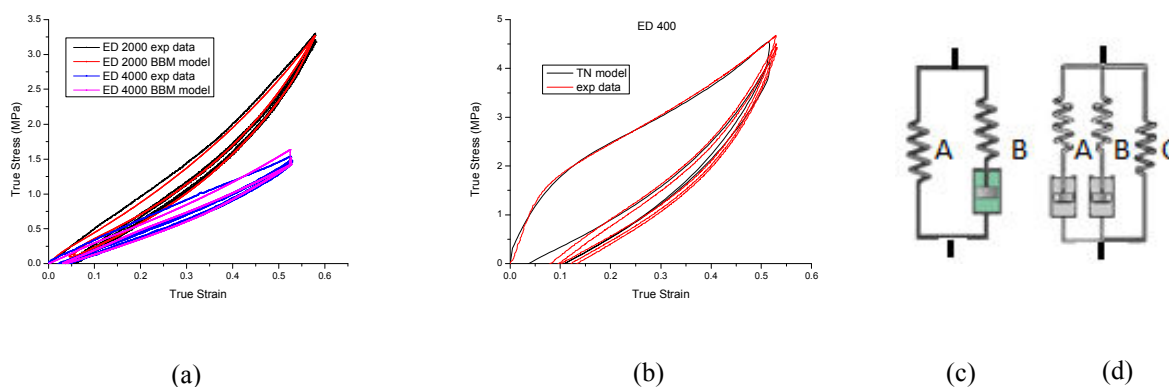 3.5
3.0
2.5
2.0
1.5
1.0
0.5
0.0
True Stress (MPa)
ED 2000 exp data
ED 2000 BBM model
ED 4000 exp data
ED 4000 BBM model
0.0 0.1 0.2 0.3 0.4 0.5 0.6 0.7
True Strain
(a)
ED 400
5
4
3
2
1
0
True Stress (MPa)
TN model
exp data
0.0 0.1 0.2 0.3 0.4 0.5 0.6
True Strain
(b)
A B
(c)
A B C
(d)